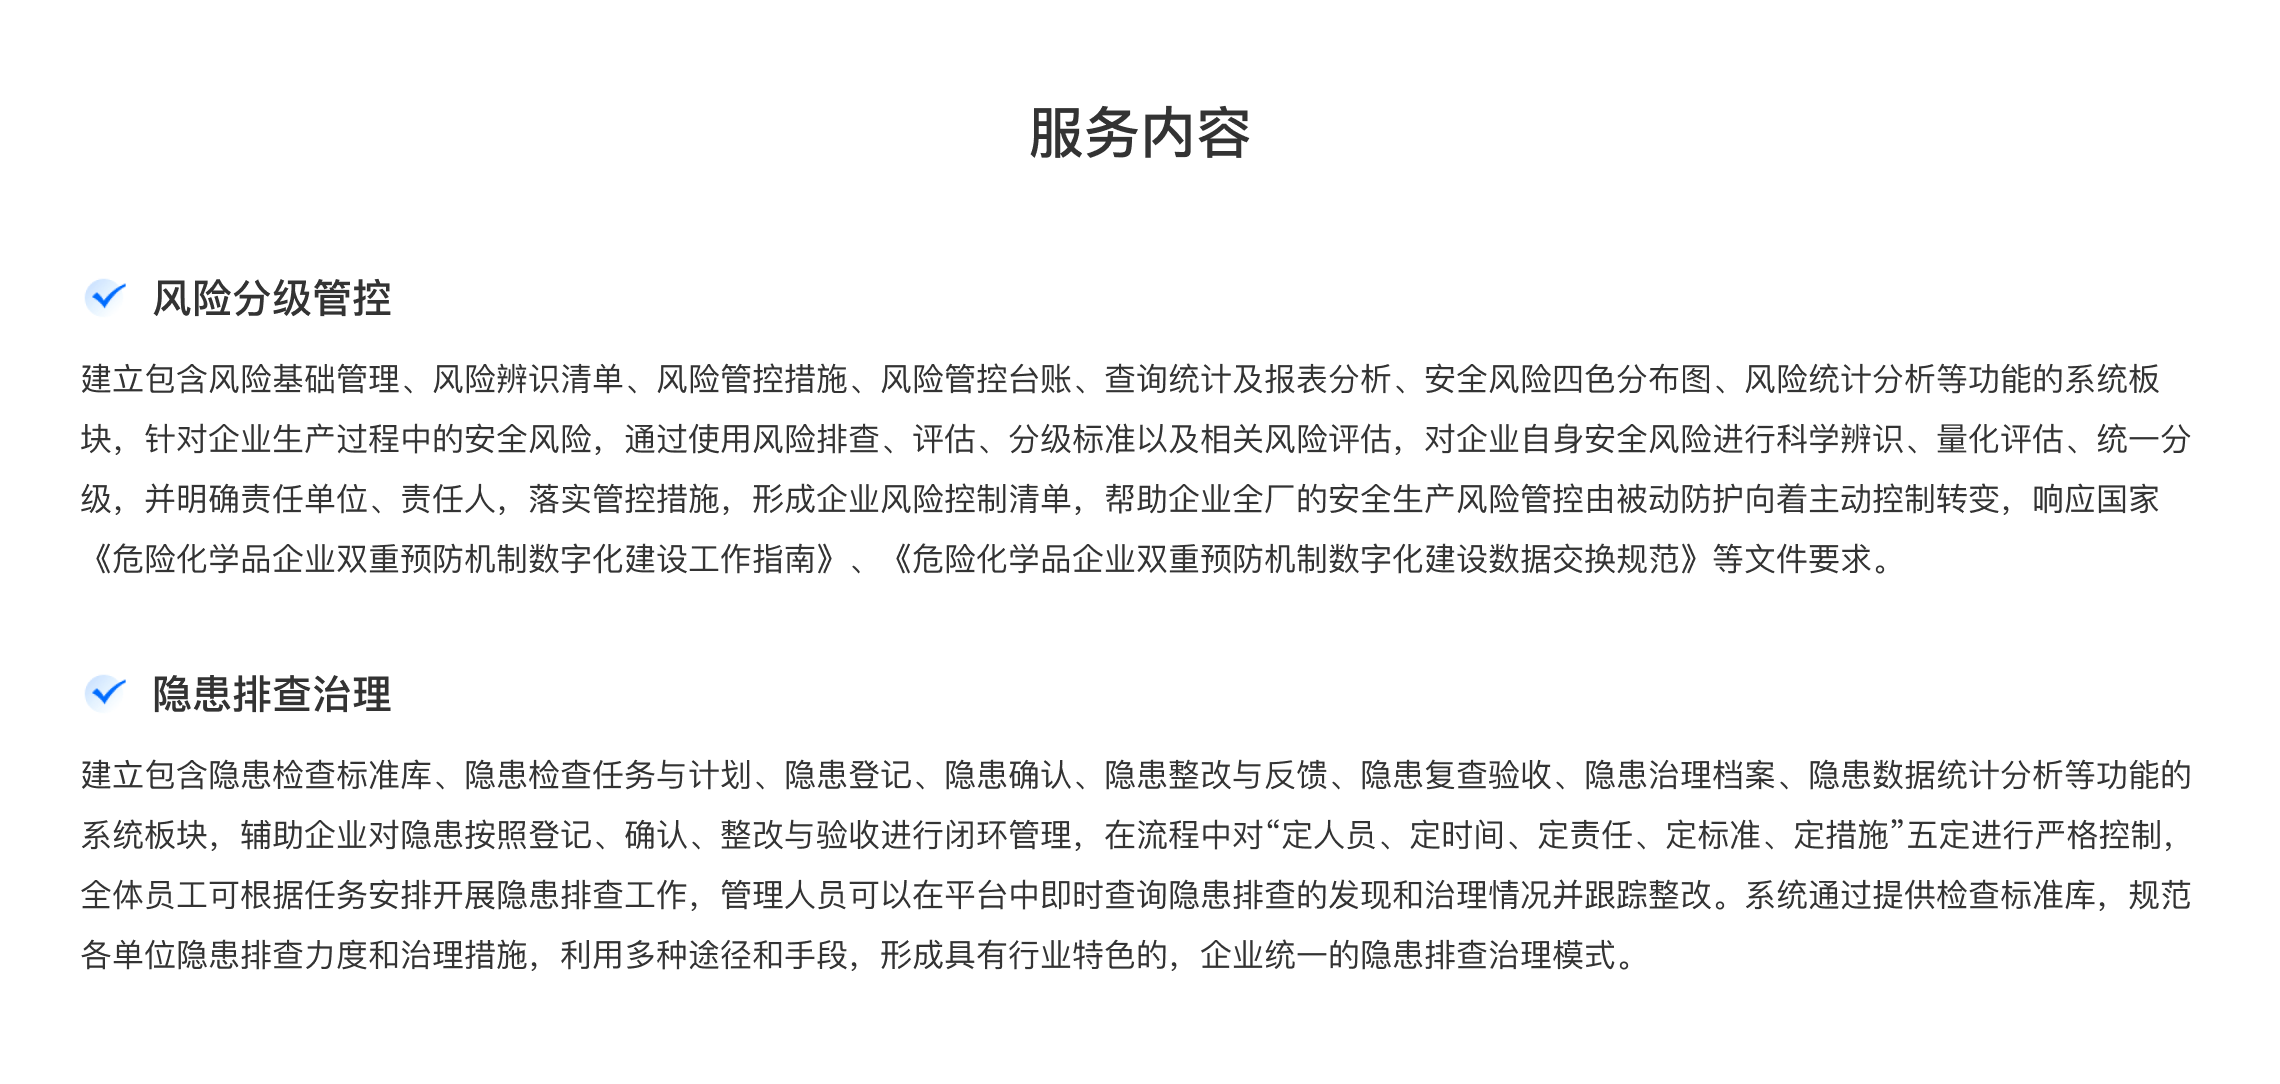 服务内容
风险分级管控
建立包含风险基础管理、风险辨识清单、风险管控措施、风险管控台账、查询统计及报表分析、安全风险四色分布图、风险统计分析等功能的系统板
块，针对企业生产过程中的安全风险，通过使用风险排查、评估、分级标准以及相关风险评估，对企业自身安全风险进行科学辨识、量化评估、统一分
级，并明确责任单位、责任人，落实管控措施，形成企业风险控制清单，帮助企业全厂的安全生产风险管控由被动防护向着主动控制转变，响应国家
《危险化学品企业双重预防机制数字化建设工作指南》、《危险化学品企业双重预防机制数字化建设数据交换规范》等文件要求。
隐患排查治理
建立包含隐患检查标准库、隐患检查任务与计划、隐患登记、隐患确认、隐患整改与反馈、隐患复查验收、隐患治理档案、隐患数据统计分析等功能的
系统板块，辅助企业对隐患按照登记、确认、整改与验收进行闭环管理，在流程中对“定人员、定时间、定责任、定标准、定措施”五定进行严格控制，
全体员工可根据任务安排开展隐患排查工作，管理人员可以在平台中即时查询隐患排查的发现和治理情况并跟踪整改。系统通过提供检查标准库，规范
各单位隐患排查力度和治理措施，利用多种途径和手段，形成具有行业特色的，企业统一的隐患排查治理模式。